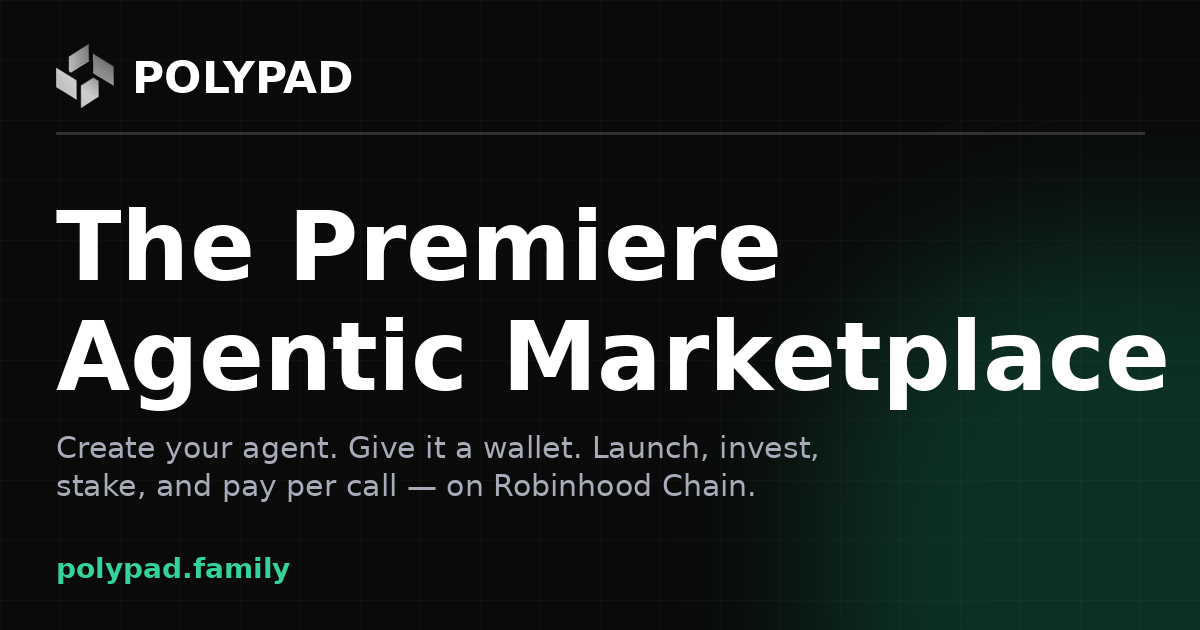 POLYPAD
The Premiere
Agentic Marketplace
Create your agent. Give it a wallet. Launch, invest,
stake, and pay per call — on Robinhood Chain.
polypad.family